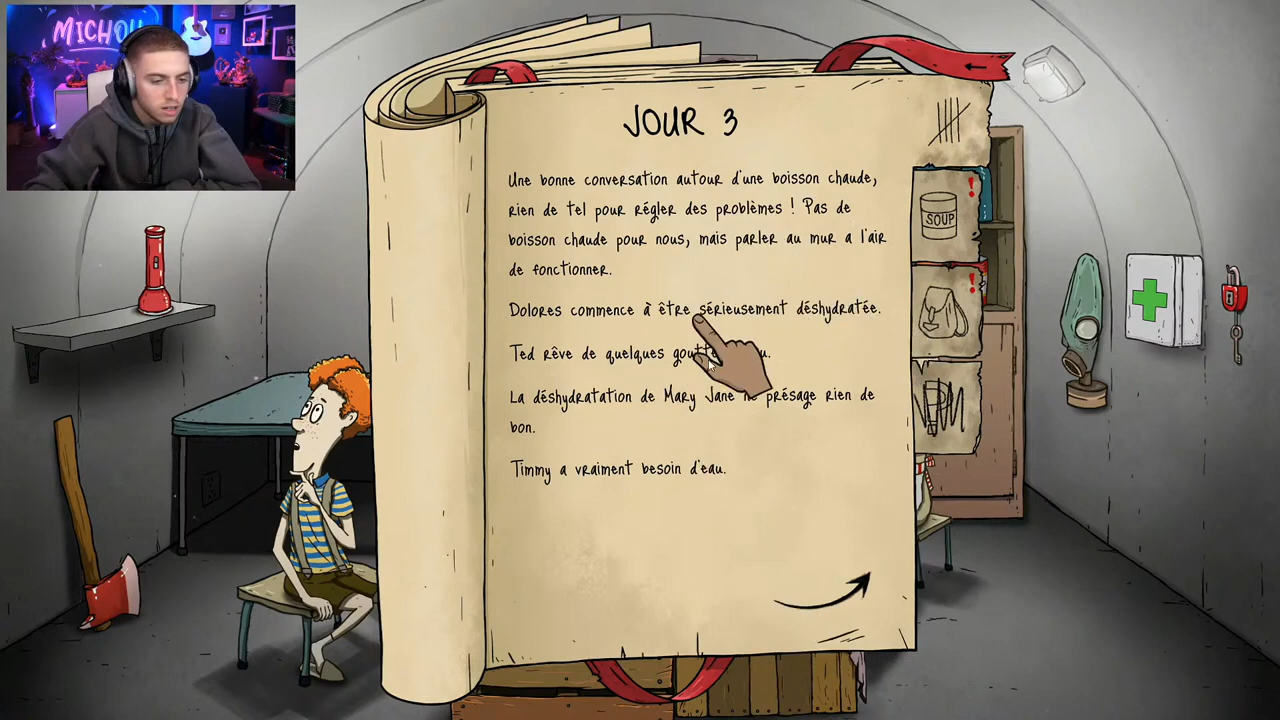 MICHOU
JOUR 3
Une bonne conversation autour d'une boisson chaude,
rien de tel pour régler des problèmes ! Pas de
boisson chaude pour nous, mais parler au mur a l'air
de fonctionner.
SOUP
Dolores commence à être sérieusement déshydratée.
Ted rêve de quelques
La déshydratation de Mary Jane ne présage rien de
bon.
Timmy a vraiment besoin d'eau.